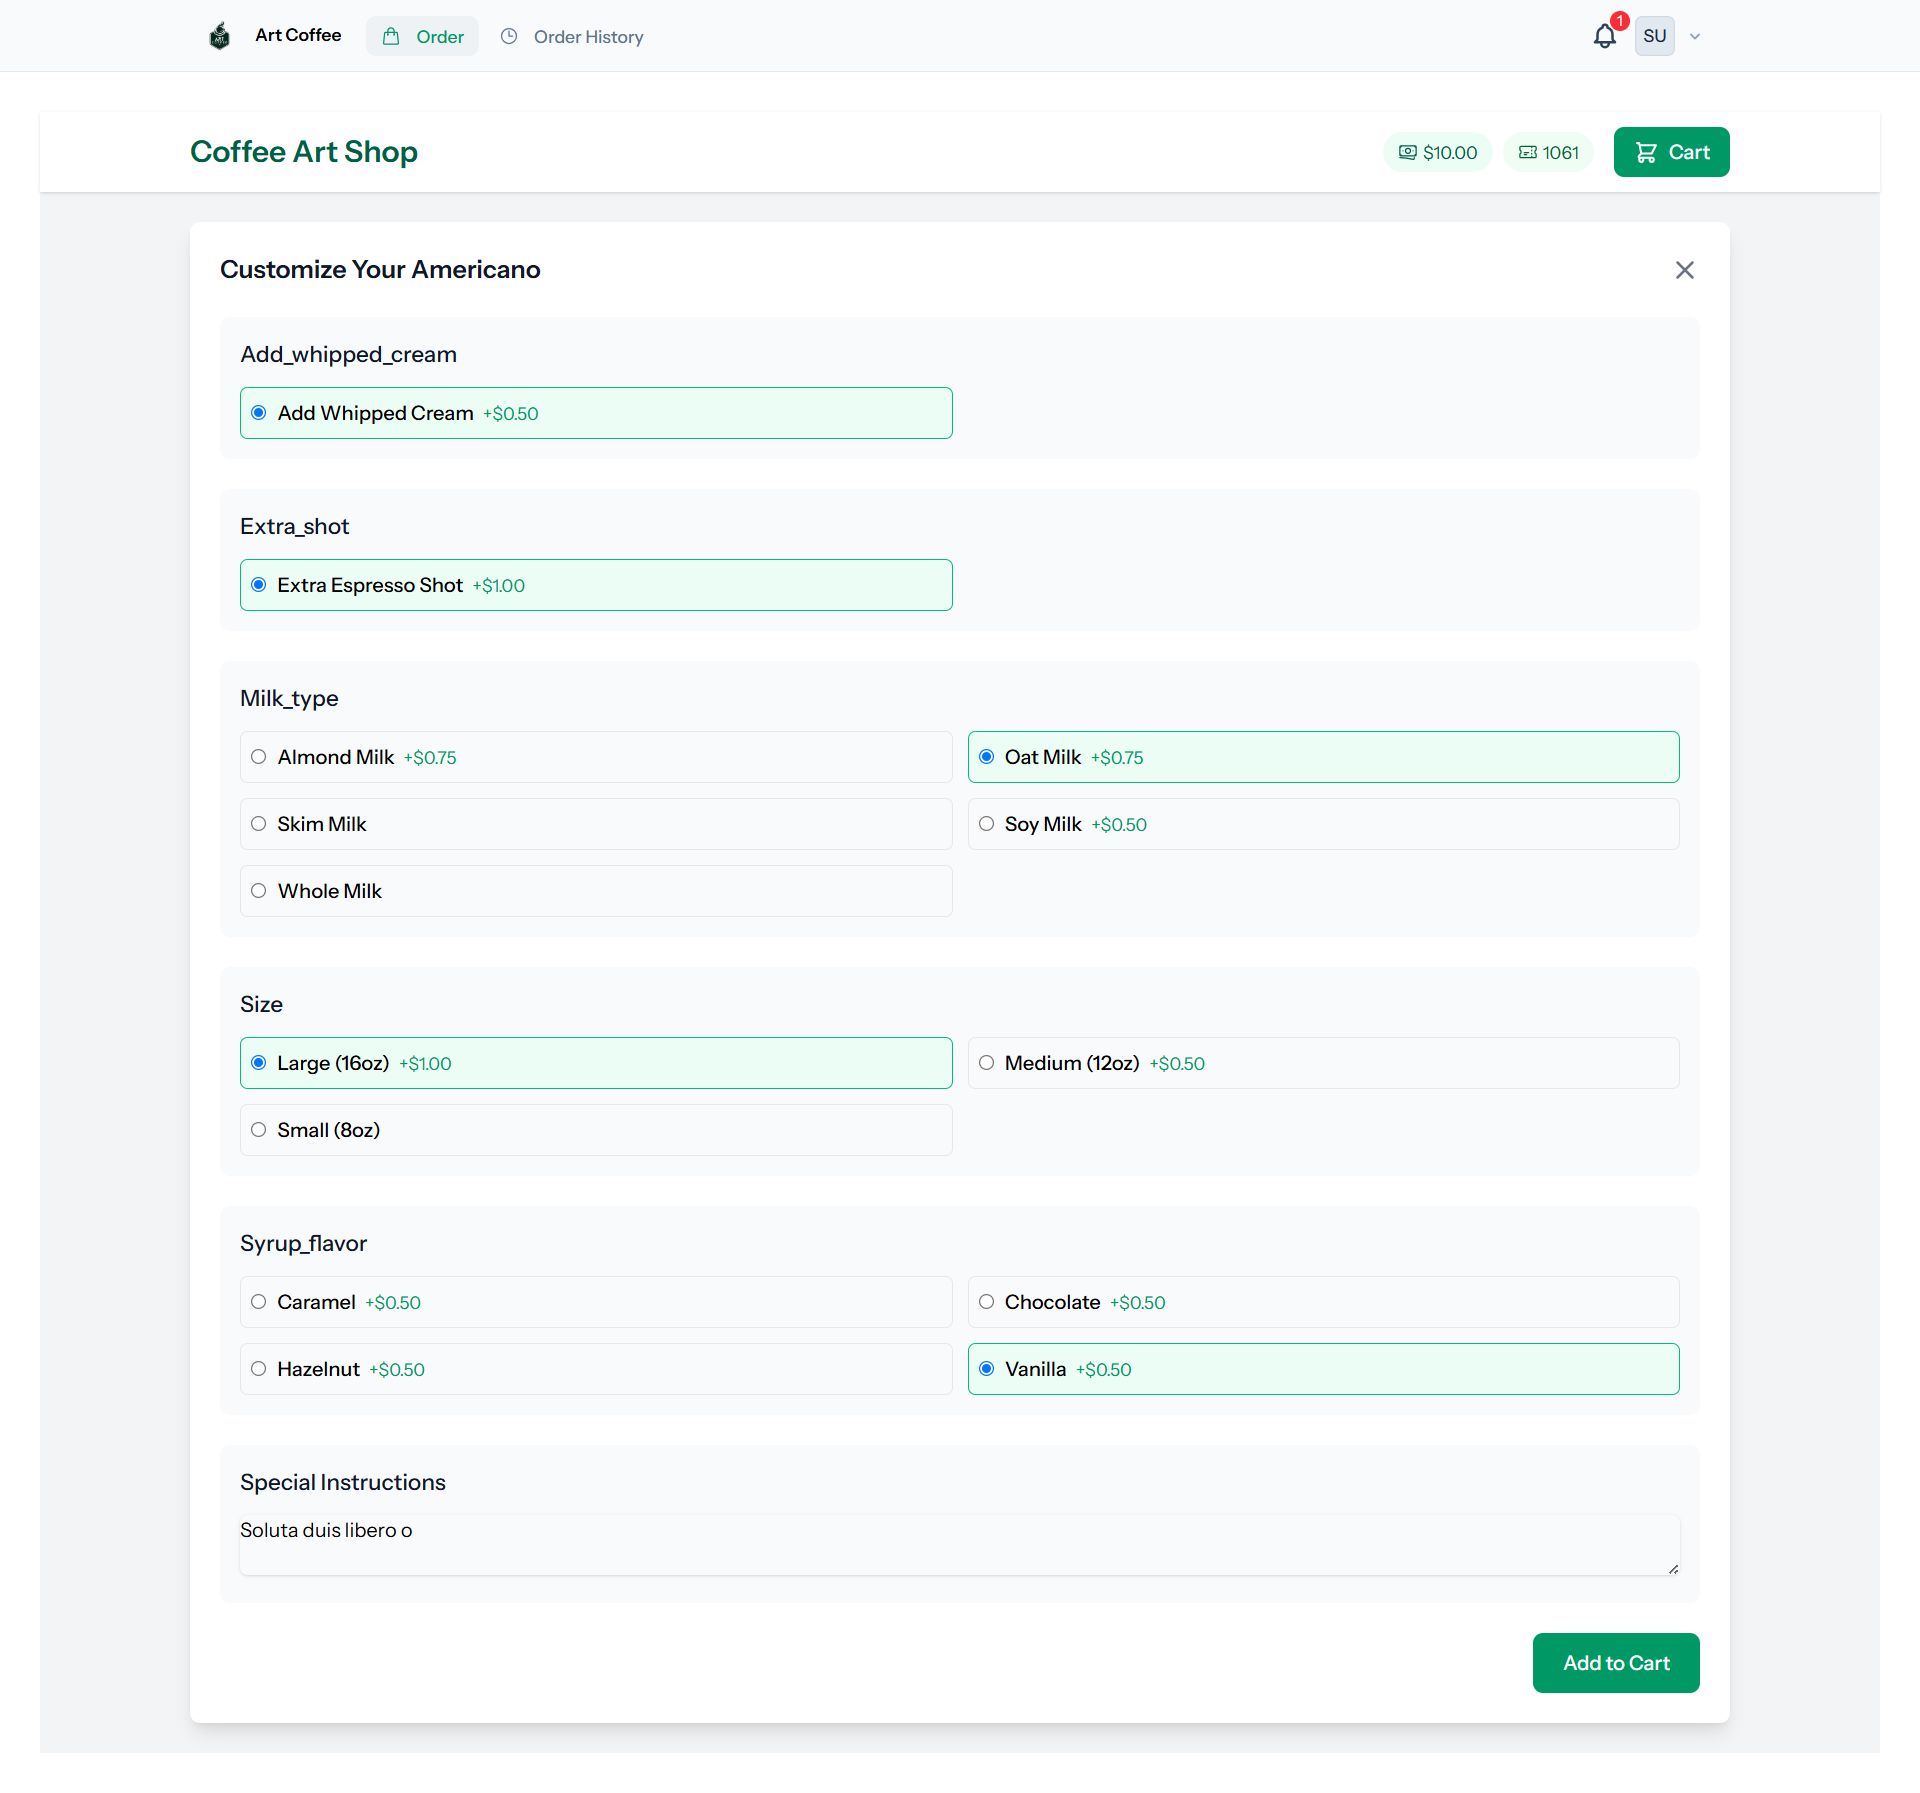 Art Coffee
Order
Order History
1
SU
Coffee Art Shop
$10.00
1061
Cart
Customize Your Americano
Add_whipped_cream
Add Whipped Cream +$0.50
Extra_shot
Extra Espresso Shot +$1.00
Milk_type
Almond Milk +$0.75
Oat Milk +$0.75
Skim Milk
Soy Milk +$0.50
Whole Milk
Size
Large (16oz) +$1.00
Medium (12oz) +$0.50
Small (8oz)
Syrup_flavor
Caramel +$0.50
Chocolate +$0.50
Hazelnut +$0.50
Vanilla +$0.50
Special Instructions
Soluta duis libero o
Add to Cart